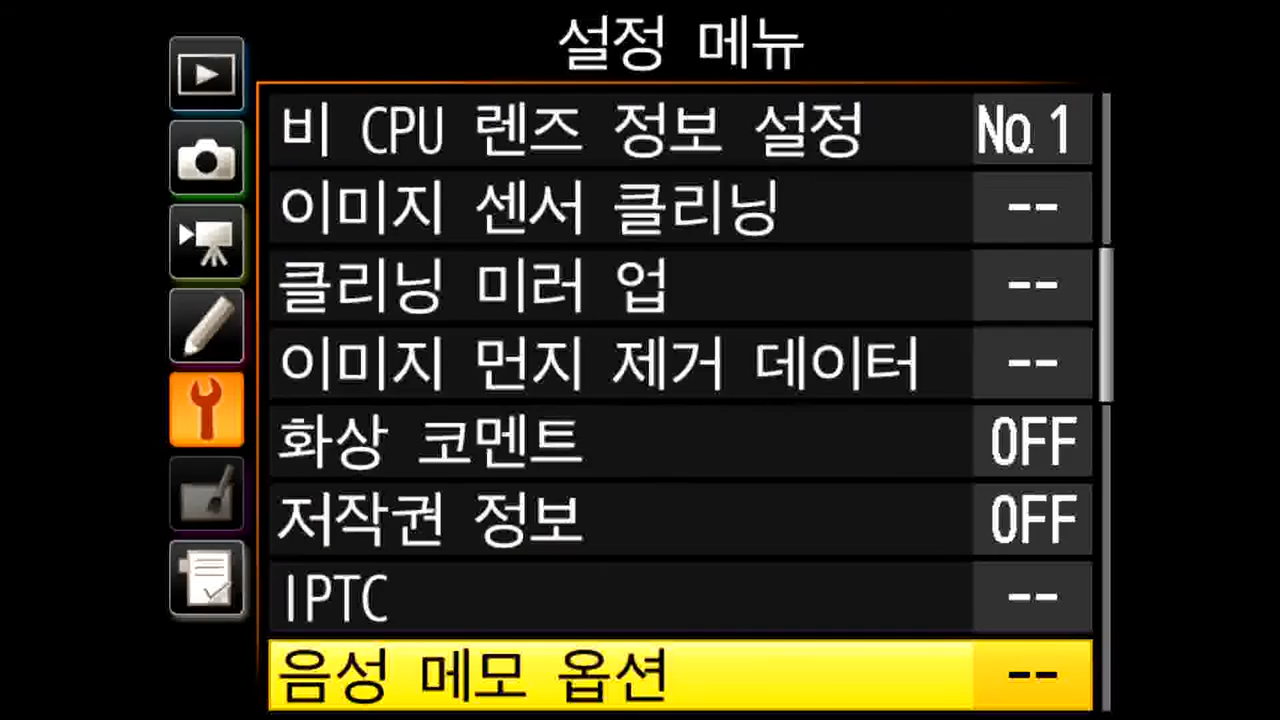 설정 메뉴
비 CPU 렌즈 정보 설정 No. 1
이미지 센서 클리닝 --
클리닝 미러 업 --
이미지 먼지 제거 데이터 --
화상 코멘트 OFF
저작권 정보 OFF
IPTC --
음성 메모 옵션 --